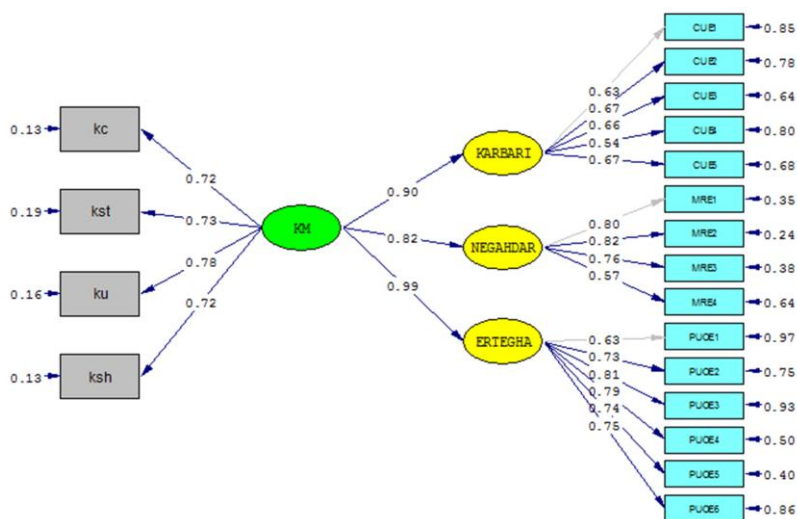 0.13
kc
0.19
kst
0.16
ku
0.13
ksh
0.72
0.73
0.78
0.72
KM
0.90
0.82
0.99
KARBARI
NEGAHDAR
ERTEGHA
0.63
0.67
0.66
0.54
0.67
0.80
0.82
0.76
0.57
0.63
0.73
0.81
0.79
0.74
0.75
CUE1 0.85
CUE2 0.78
CUE3 0.64
CUE4 0.80
CUE5 0.68
MRE1 0.35
MRE2 0.24
MRE3 0.38
MRE4 0.64
PUOE1 0.97
PUOE2 0.75
PUOE3 0.93
PUOE4 0.50
PUOE5 0.40
PUOE6 0.86